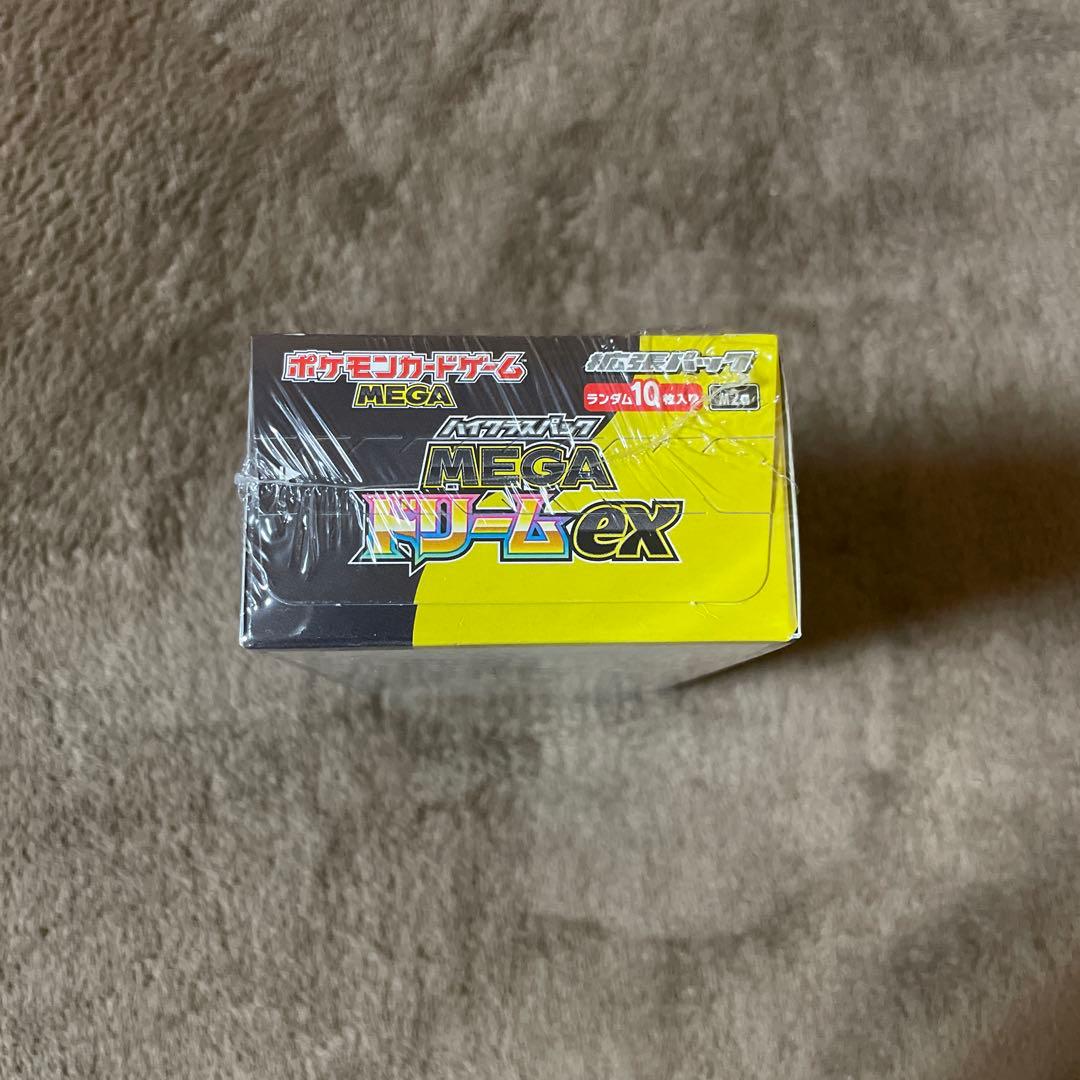 ポケモンカードゲーム
MEGA
拡張パック
ランダム10枚入り
M2a
ハイクラスパック
MEGA
ドリームex